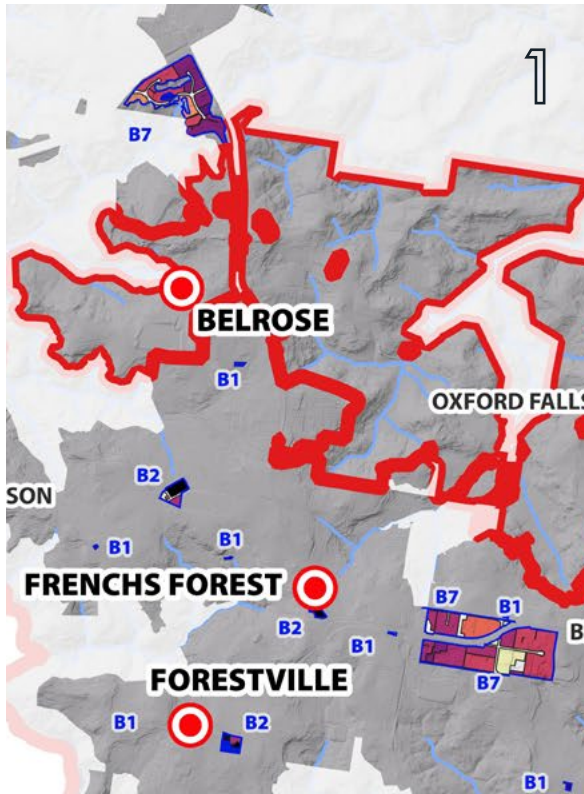 1
B7
BELROSE
B1
OXFORD FALLS
B2
SON
B1
B1
FRENCHS FOREST
B7
B1
B2
B1
B
FORESTVILLE
B7
B1
B2
B1